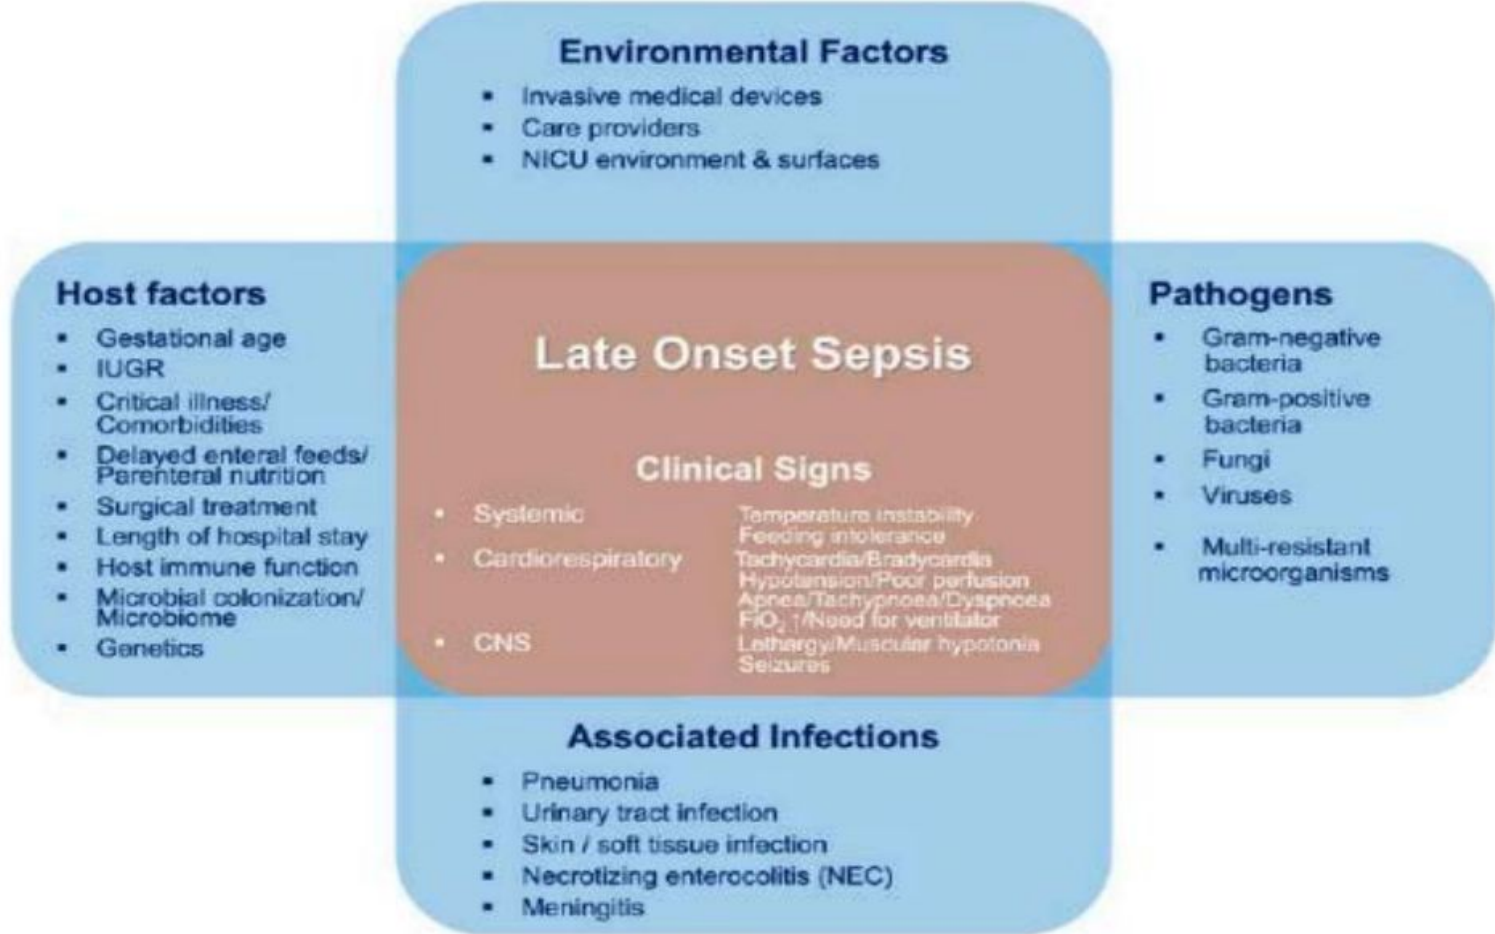 Environmental Factors
▪ Invasive medical devices
▪ Care providers
▪ NICU environment & surfaces
Host factors
▪ Gestational age
▪ IUGR
▪ Critical illness/
Comorbidities
▪ Delayed enteral feeds/
Parenteral nutrition
▪ Surgical treatment
▪ Length of hospital stay
▪ Host immune function
▪ Microbial colonization/
Microbiome
▪ Genetics
Late Onset Sepsis
Clinical Signs
• Systemic Temperature instability
Feeding intolerance
• Cardiorespiratory Tachycardia/Bradycardia
Hypotension/Poor perfusion
Apnea/Tachypnoea/Dyspnoea
FiO₂ ↑/Need for ventilator
• CNS Lethargy/Muscular hypotonia
Seizures
Pathogens
▪ Gram-negative
bacteria
▪ Gram-positive
bacteria
▪ Fungi
▪ Viruses
▪ Multi-resistant
microorganisms
Associated Infections
▪ Pneumonia
▪ Urinary tract infection
▪ Skin / soft tissue infection
▪ Necrotizing enterocolitis (NEC)
▪ Meningitis